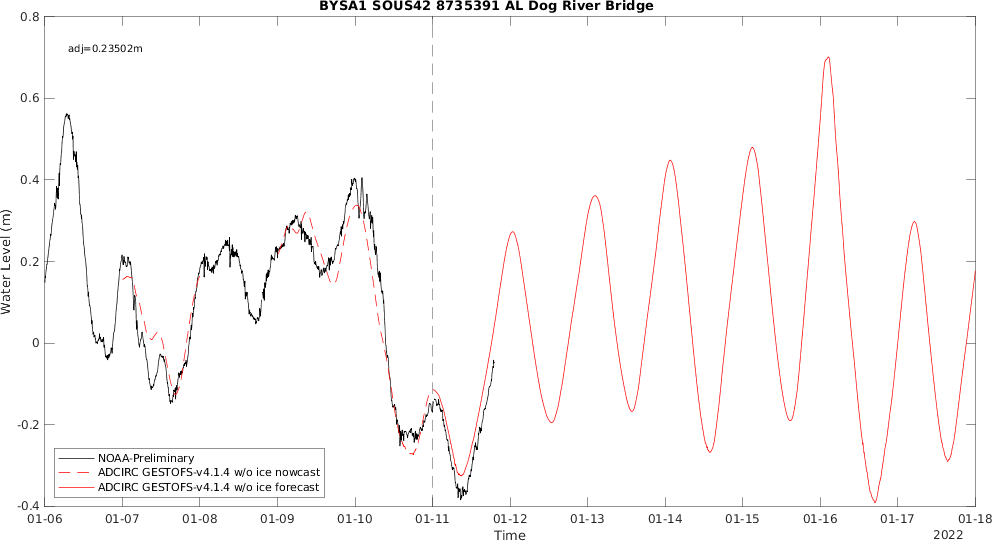 BYSA1 SOUS42 8735391 AL Dog River Bridge
adj=0.23502m
Water Level (m)
0.8
0.6
0.4
0.2
0
-0.2
-0.4
NOAA-Preliminary
ADCIRC GESTOFS-v4.1.4 w/o ice nowcast
ADCIRC GESTOFS-v4.1.4 w/o ice forecast
01-06 01-07 01-08 01-09 01-10 01-11 01-12 01-13 01-14 01-15 01-16 01-17 01-18
Time
2022